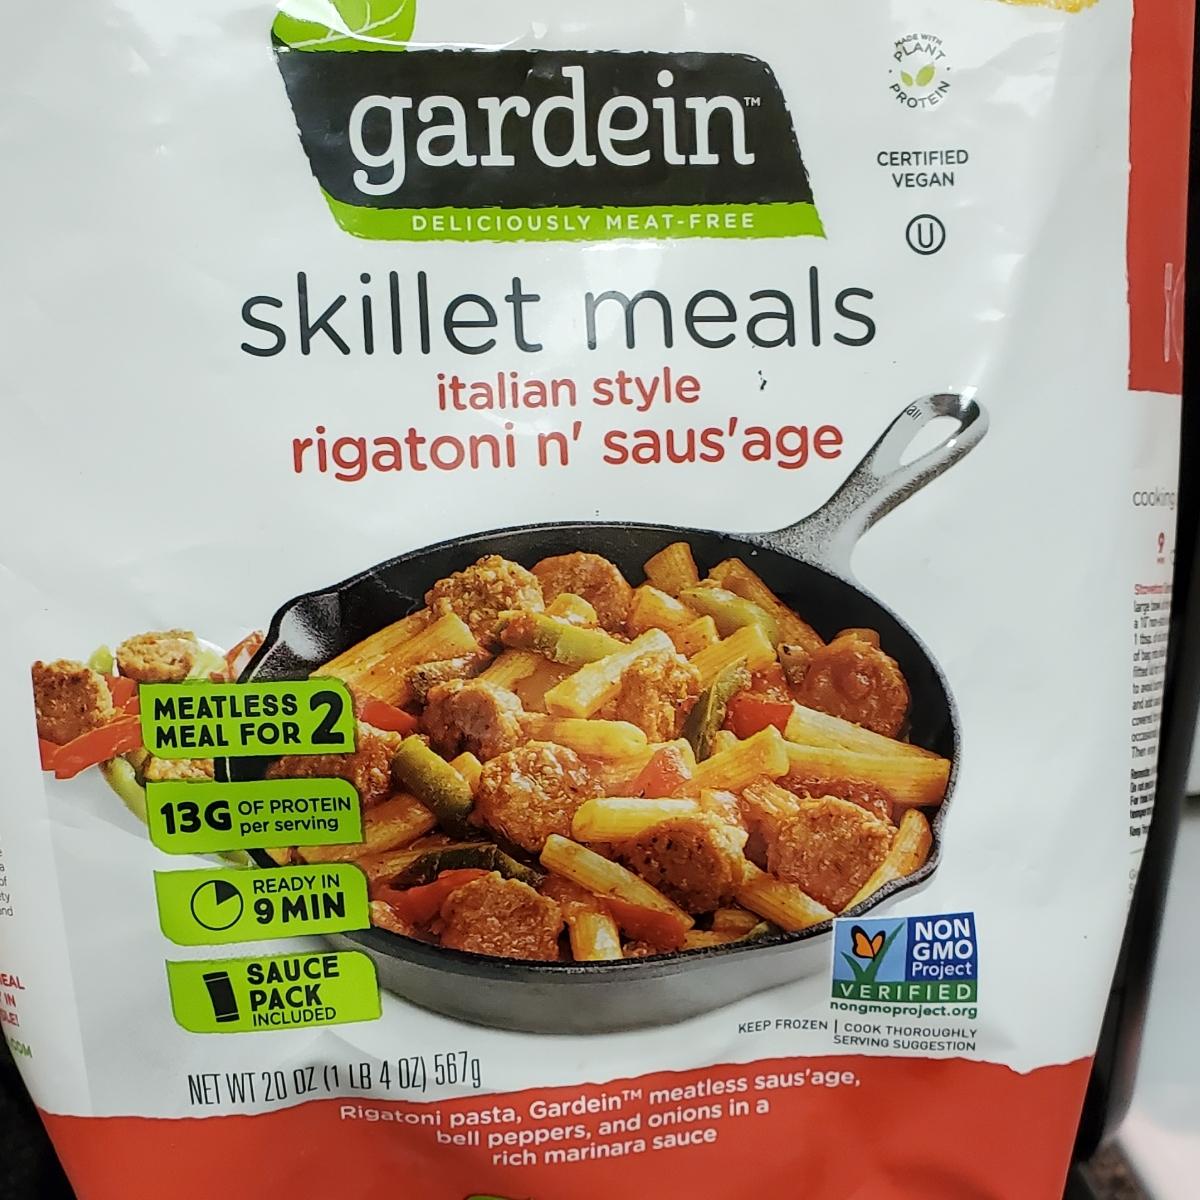 gardein™
DELICIOUSLY MEAT-FREE
MADE WITH
PLANT
PROTEIN
CERTIFIED
VEGAN
U
skillet meals
italian style
rigatoni n' saus'age
MEATLESS
MEAL FOR 2
13G OF PROTEIN
per serving
READY IN
9 MIN
SAUCE
PACK
INCLUDED
NON
GMO
Project
VERIFIED
nongmoproject.org
KEEP FROZEN | COOK THOROUGHLY
SERVING SUGGESTION
NET WT 20 OZ (1 LB 4 OZ) 567g
Rigatoni pasta, Gardein™ meatless saus'age,
bell peppers, and onions in a
rich marinara sauce
cooking
9